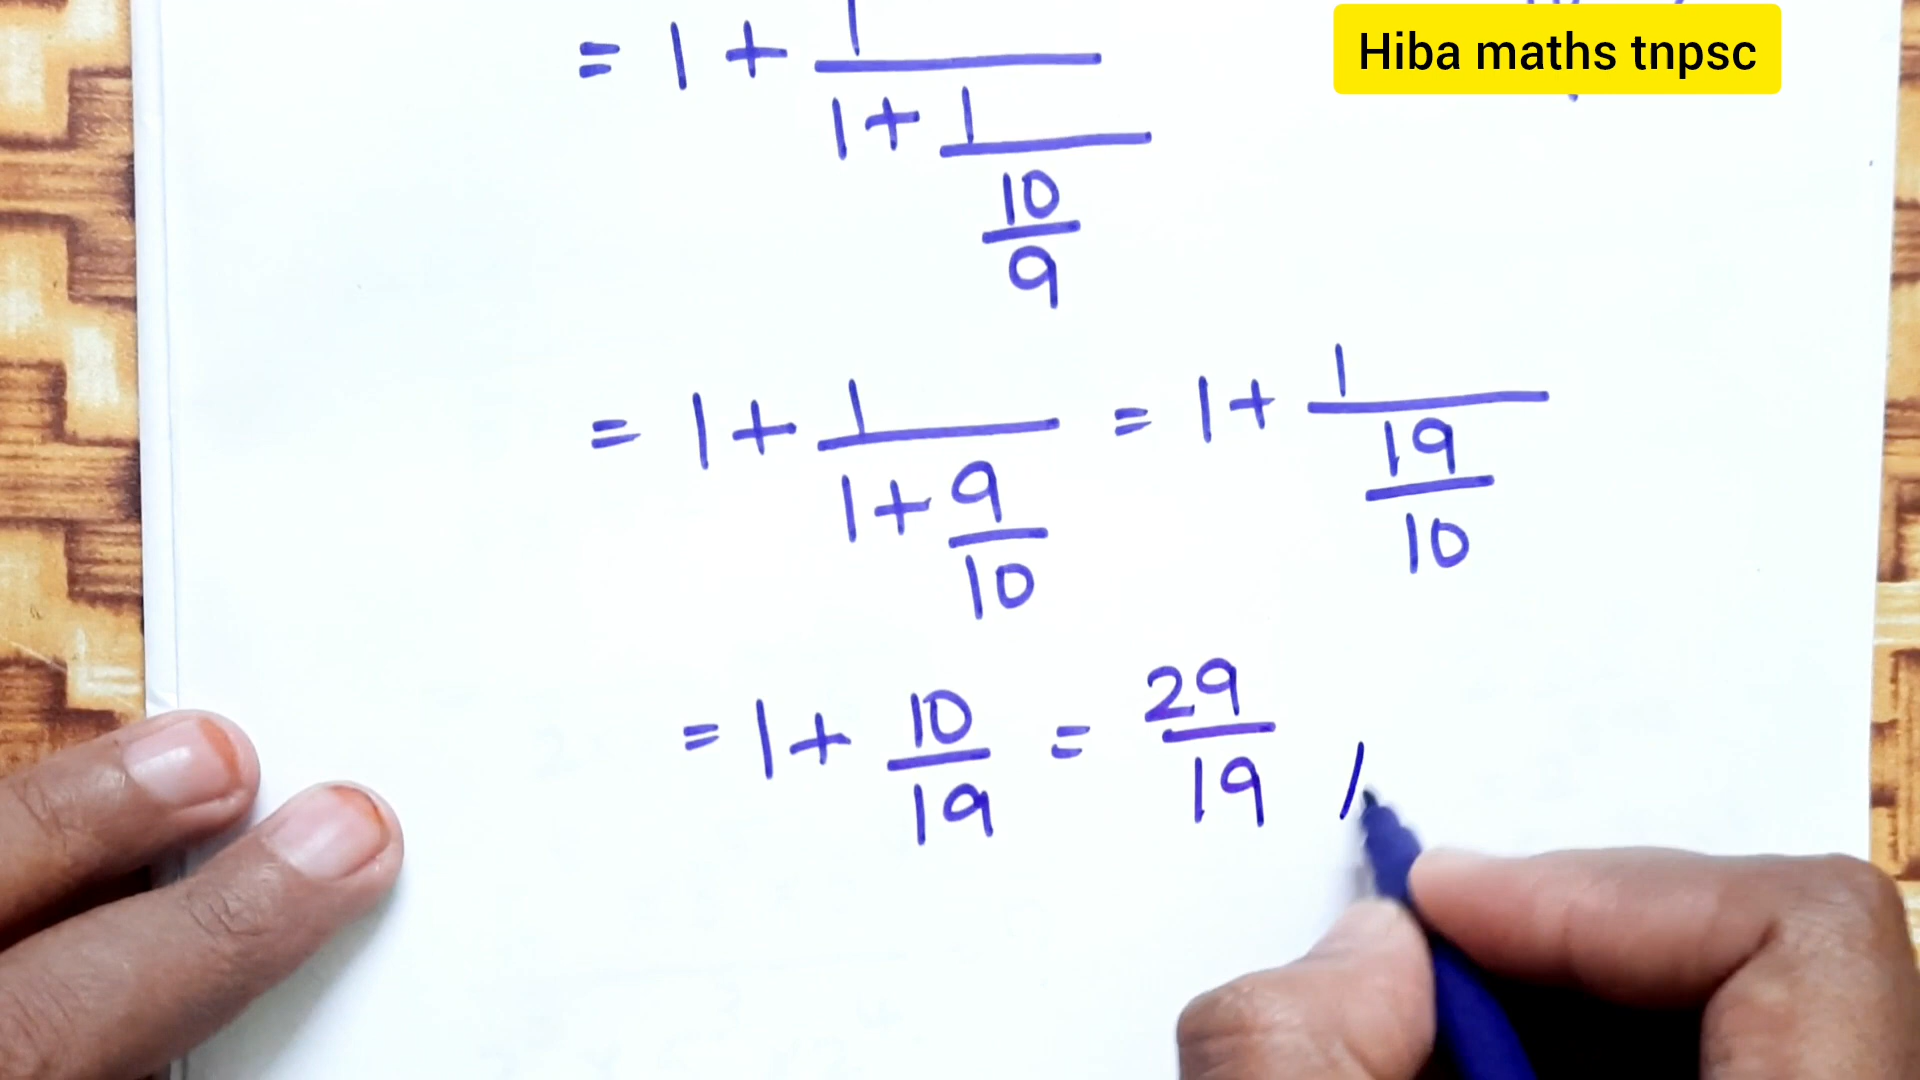 Hiba maths tnpsc
= 1 + 1
1 + 1
10
9
= 1 + 1 = 1 + 1
1 + 9 19
10 10
= 1 + 10 = 29
19 19